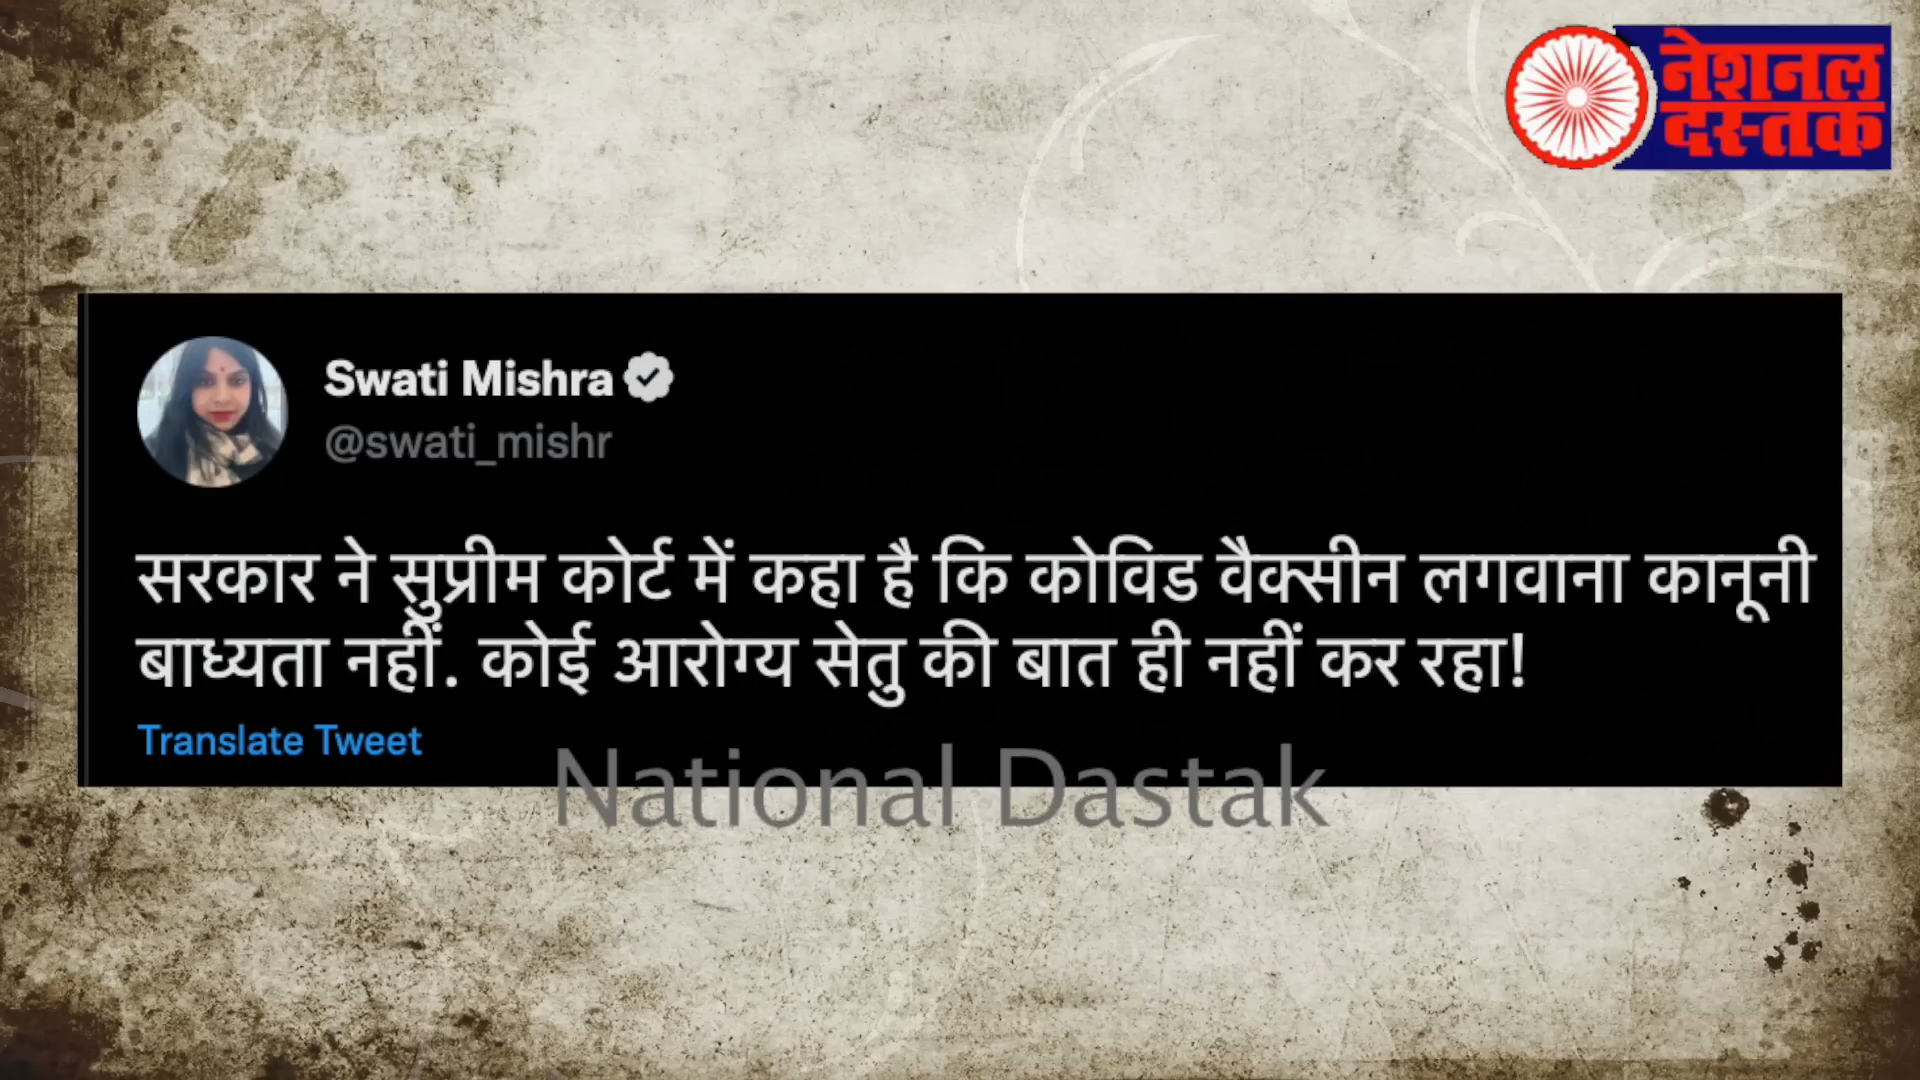 नेशनल
दस्तक
Swati Mishra
@swati_mishr
सरकार ने सुप्रीम कोर्ट में कहा है कि कोविड वैक्सीन लगवाना कानूनी
बाध्यता नहीं. कोई आरोग्य सेतु की बात ही नहीं कर रहा!
Translate Tweet
National Dastak